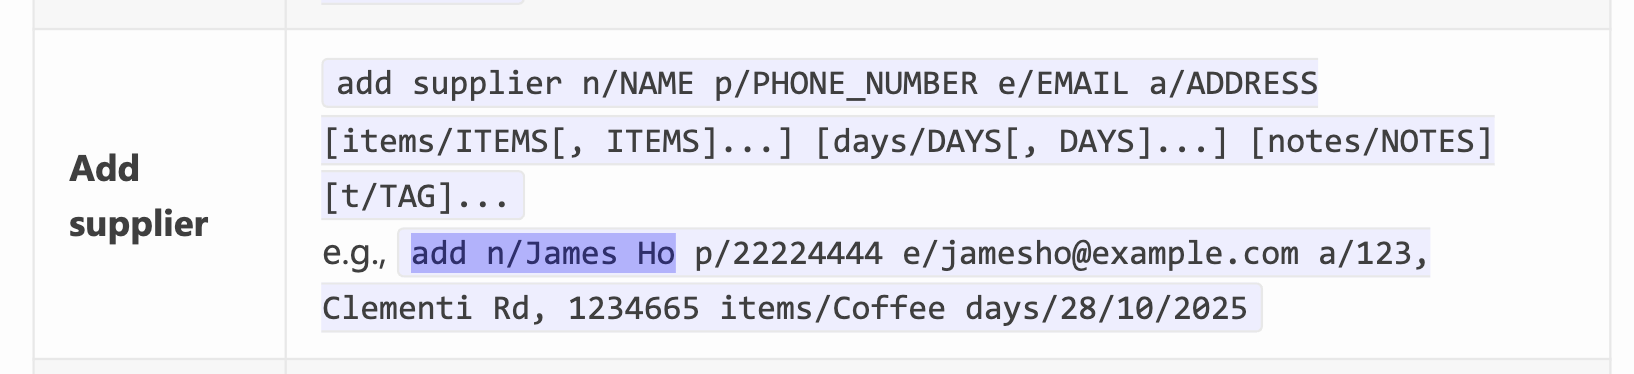 add supplier n/NAME p/PHONE_NUMBER e/EMAIL a/ADDRESS
[items/ITEMS[, ITEMS]...] [days/DAYS[, DAYS]...] [notes/NOTES]
[t/TAG]...
Add
supplier
e.g., add n/James Ho p/22224444 e/jamesho@example.com a/123,
Clementi Rd, 1234665 items/Coffee days/28/10/2025